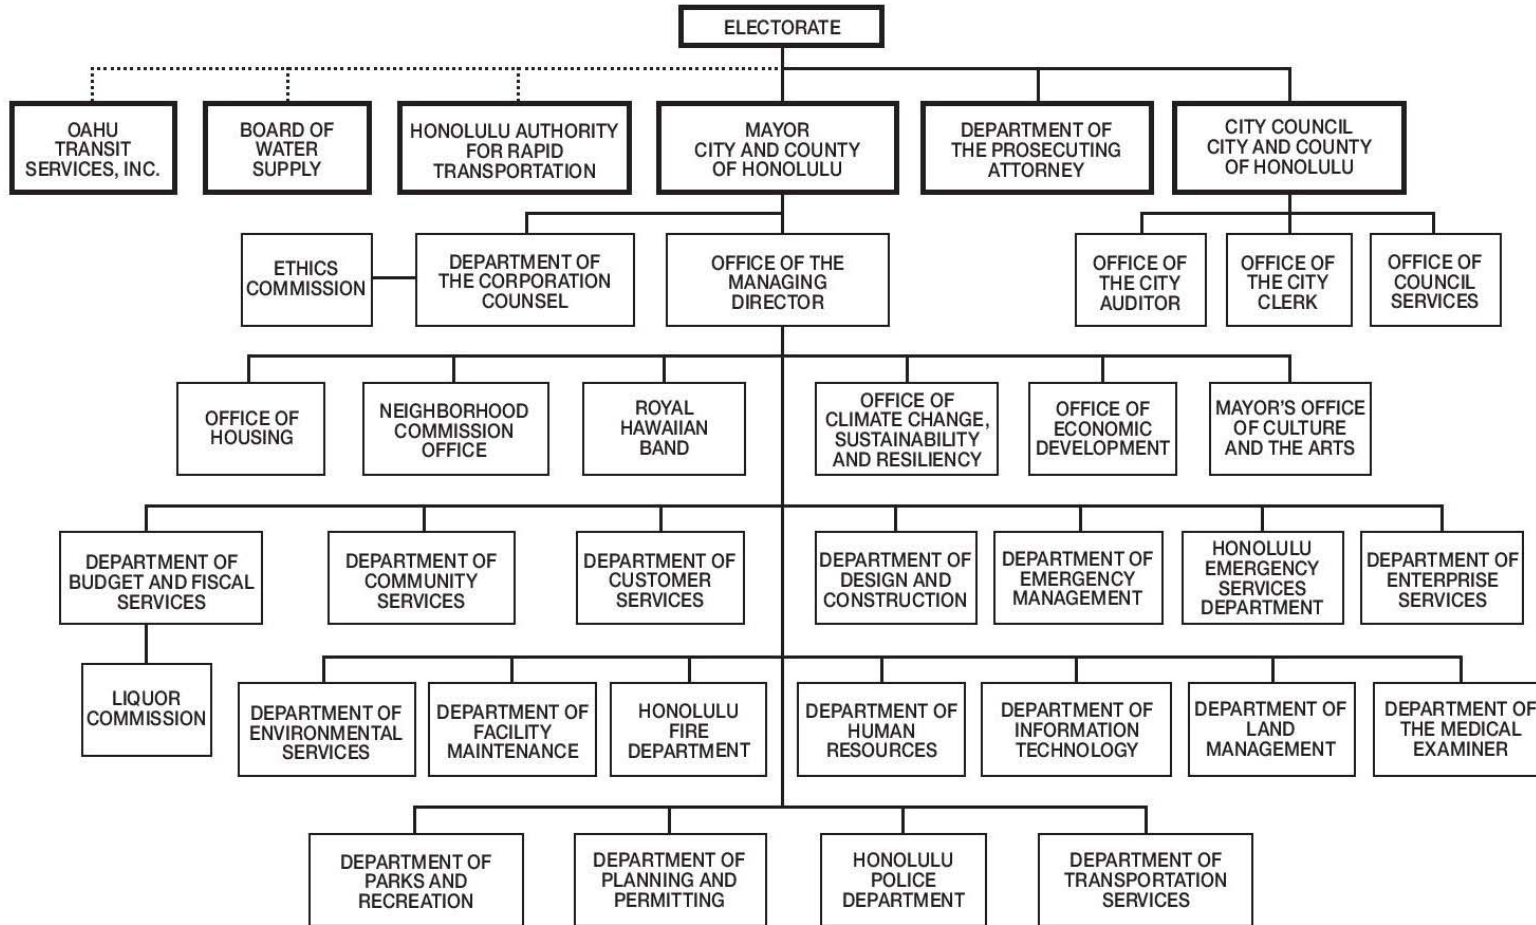 ELECTORATE
OAHU
TRANSIT
SERVICES, INC.
BOARD OF
WATER
SUPPLY
HONOLULU AUTHORITY
FOR RAPID
TRANSPORTATION
MAYOR
CITY AND COUNTY
OF HONOLULU
DEPARTMENT OF
THE PROSECUTING
ATTORNEY
CITY COUNCIL
CITY AND COUNTY
OF HONOLULU
ETHICS
COMMISSION
DEPARTMENT OF
THE CORPORATION
COUNSEL
OFFICE OF THE
MANAGING
DIRECTOR
OFFICE OF
THE CITY
AUDITOR
OFFICE OF
THE CITY
CLERK
OFFICE OF
COUNCIL
SERVICES
OFFICE OF
HOUSING
NEIGHBORHOOD
COMMISSION
OFFICE
ROYAL
HAWAIIAN
BAND
OFFICE OF
CLIMATE CHANGE,
SUSTAINABILITY
AND RESILIENCY
OFFICE OF
ECONOMIC
DEVELOPMENT
MAYOR'S OFFICE
OF CULTURE
AND THE ARTS
DEPARTMENT OF
BUDGET AND FISCAL
SERVICES
DEPARTMENT OF
COMMUNITY
SERVICES
DEPARTMENT OF
CUSTOMER
SERVICES
DEPARTMENT OF
DESIGN AND
CONSTRUCTION
DEPARTMENT OF
EMERGENCY
MANAGEMENT
HONOLULU
EMERGENCY
SERVICES
DEPARTMENT
DEPARTMENT OF
ENTERPRISE
SERVICES
LIQUOR
COMMISSION
DEPARTMENT OF
ENVIRONMENTAL
SERVICES
DEPARTMENT OF
FACILITY
MAINTENANCE
HONOLULU
FIRE
DEPARTMENT
DEPARTMENT OF
HUMAN
RESOURCES
DEPARTMENT OF
INFORMATION
TECHNOLOGY
DEPARTMENT OF
LAND
MANAGEMENT
DEPARTMENT OF
THE MEDICAL
EXAMINER
DEPARTMENT OF
PARKS AND
RECREATION
DEPARTMENT OF
PLANNING AND
PERMITTING
HONOLULU
POLICE
DEPARTMENT
DEPARTMENT OF
TRANSPORTATION
SERVICES